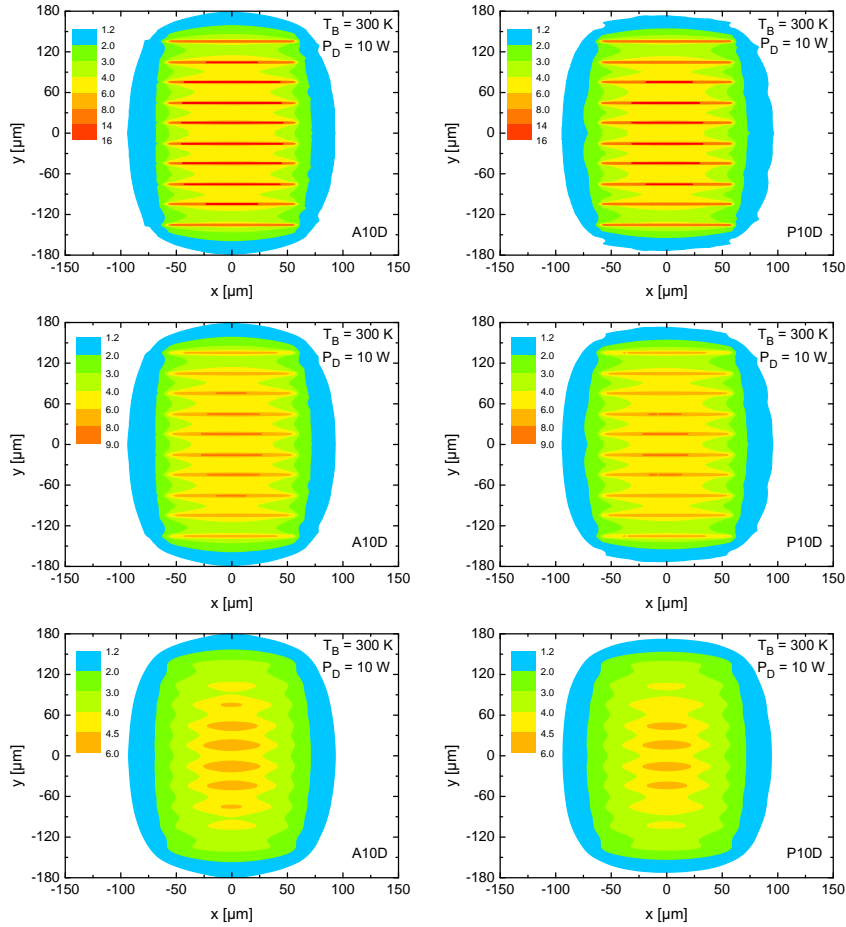 180
120
60
0
-60
-120
-180
y [µm]
1.2
2.0
3.0
4.0
6.0
8.0
14
16
T_B = 300 K
P_D = 10 W
A10D
-150 -100 -50 0 50 100 150
x [µm]
180
120
60
0
-60
-120
-180
y [µm]
1.2
2.0
3.0
4.0
6.0
8.0
14
16
T_B = 300 K
P_D = 10 W
P10D
-150 -100 -50 0 50 100 150
x [µm]
180
120
60
0
-60
-120
-180
y [µm]
1.2
2.0
3.0
4.0
6.0
8.0
9.0
T_B = 300 K
P_D = 10 W
A10D
-150 -100 -50 0 50 100 150
x [µm]
180
120
60
0
-60
-120
-180
y [µm]
1.2
2.0
3.0
4.0
6.0
8.0
9.0
T_B = 300 K
P_D = 10 W
P10D
-150 -100 -50 0 50 100 150
x [µm]
180
120
60
0
-60
-120
-180
y [µm]
1.2
2.0
3.0
4.0
4.5
6.0
T_B = 300 K
P_D = 10 W
A10D
-150 -100 -50 0 50 100 150
x [µm]
180
120
60
0
-60
-120
-180
y [µm]
1.2
2.0
3.0
4.0
4.5
6.0
T_B = 300 K
P_D = 10 W
P10D
-150 -100 -50 0 50 100 150
x [µm]